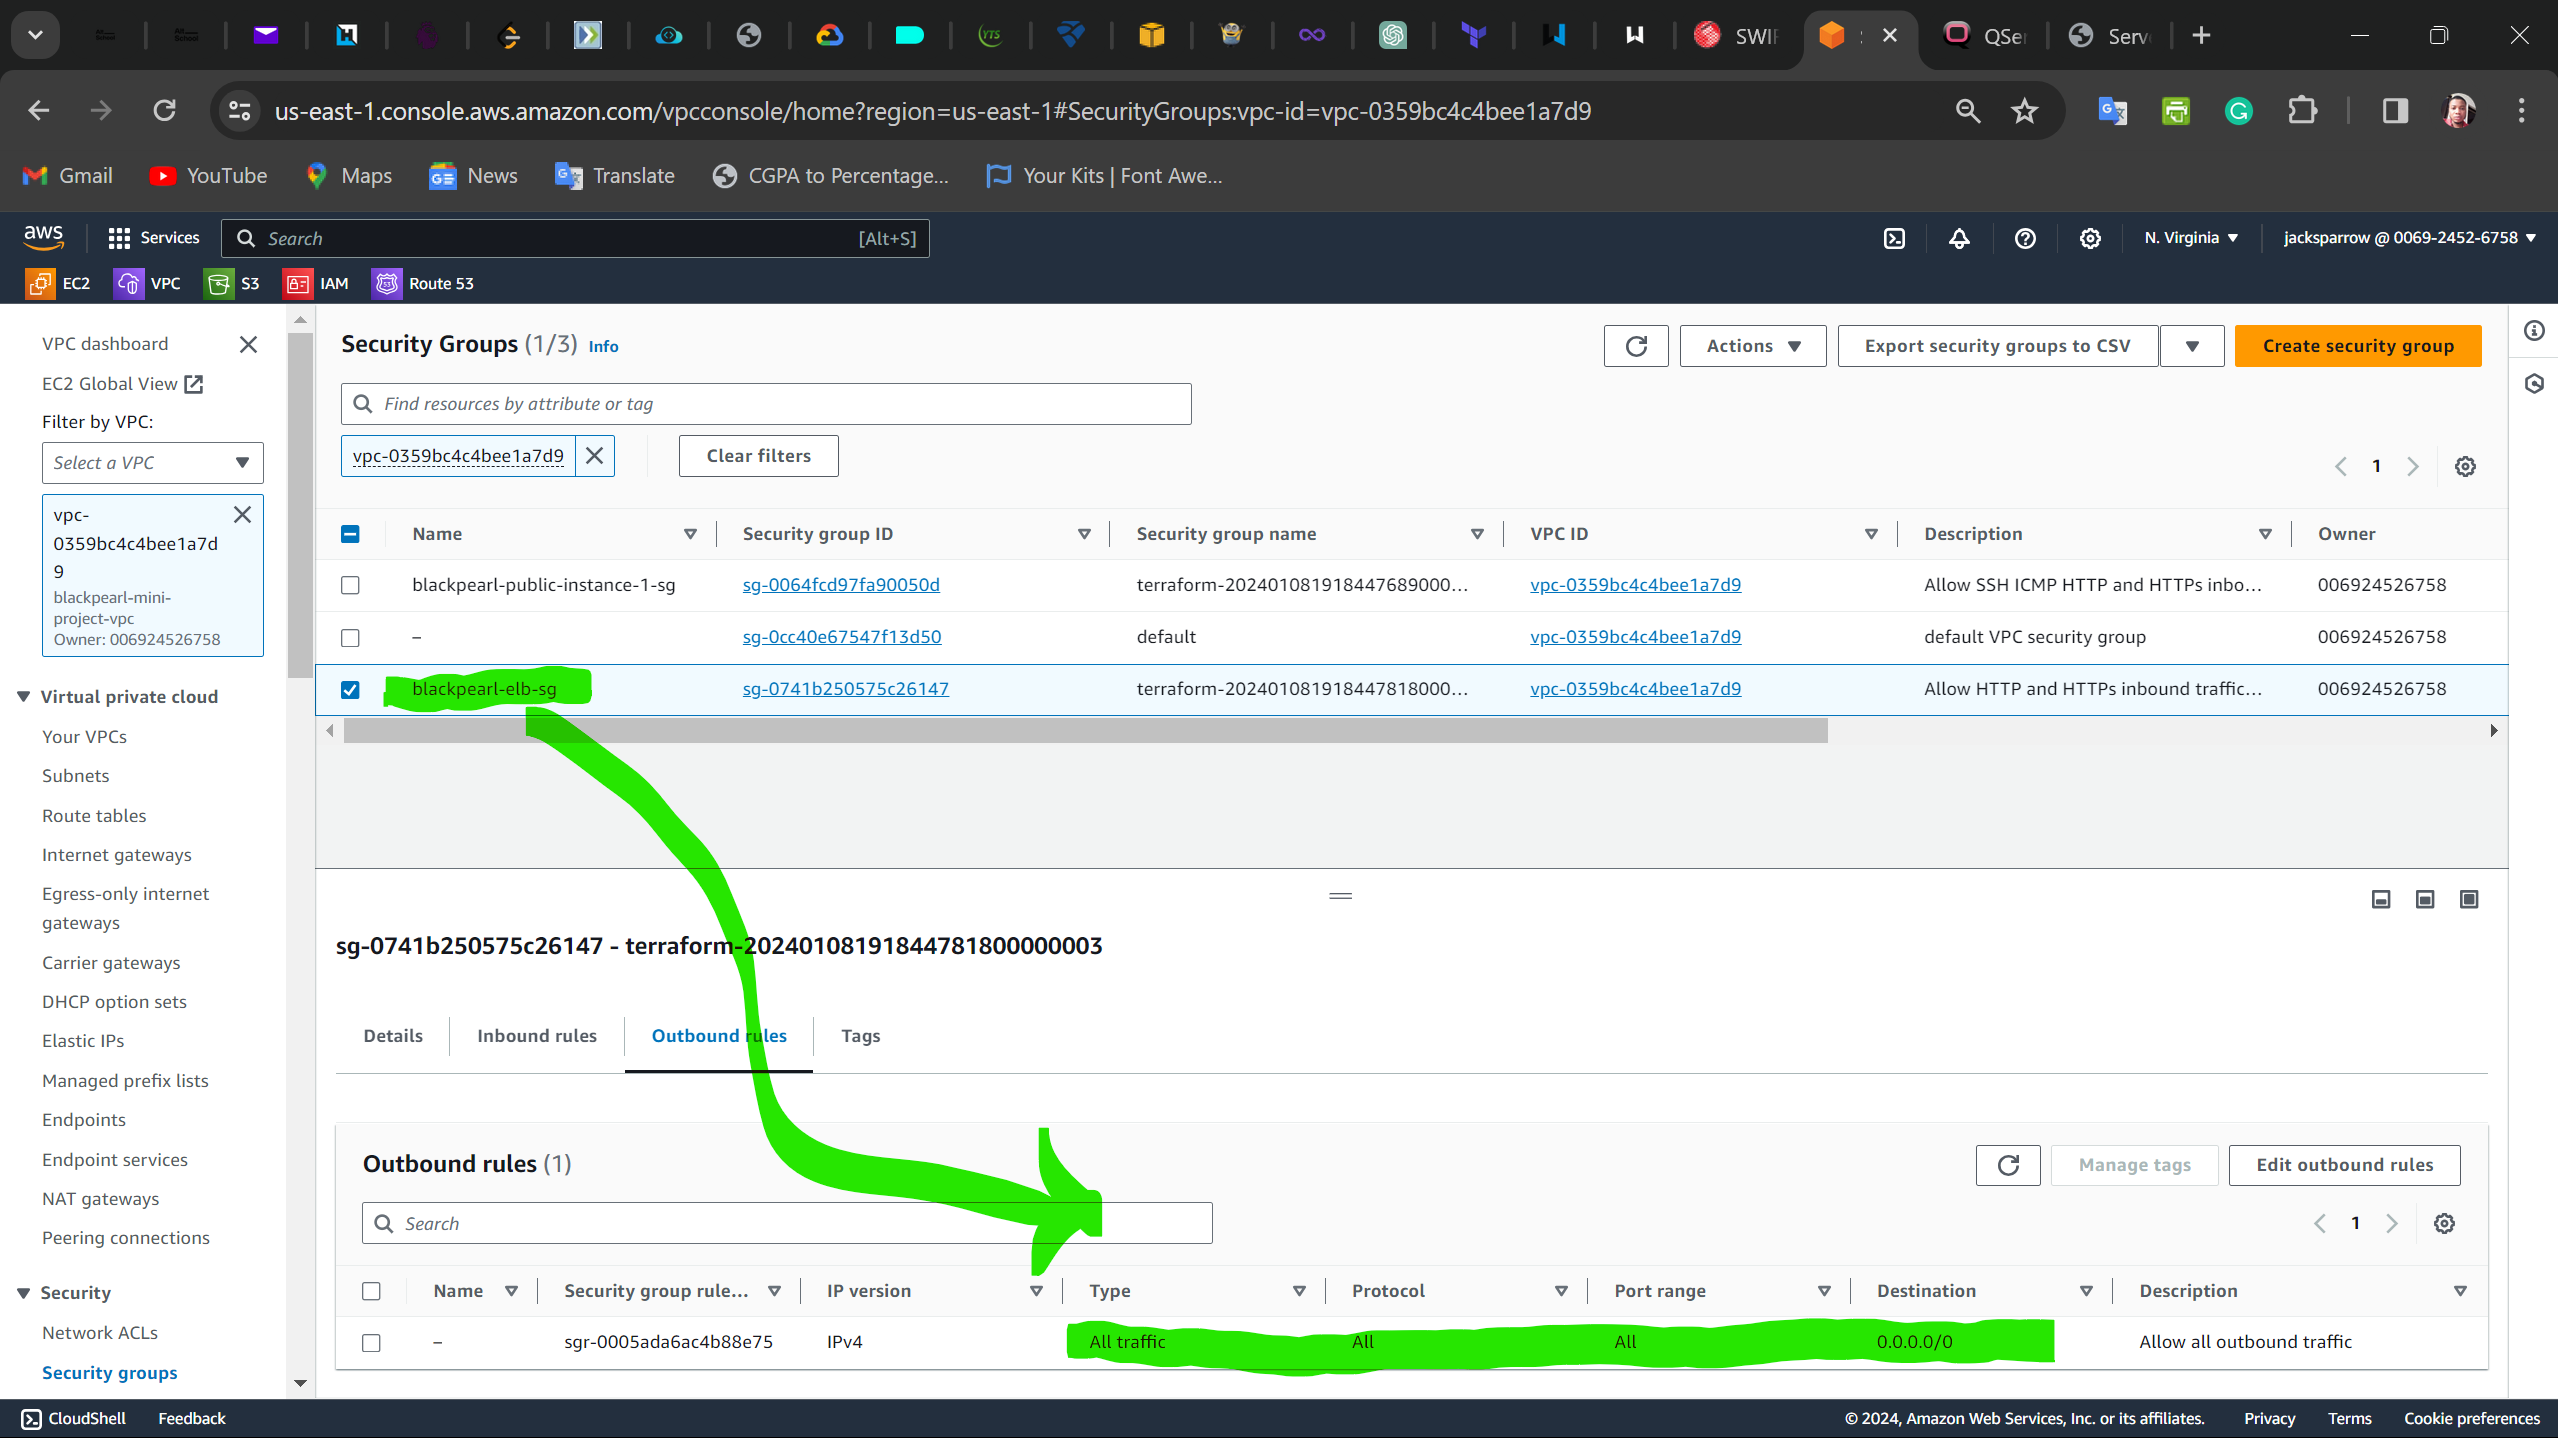 SWIF
QSer
Serv
us-east-1.console.aws.amazon.com/vpcconsole/home?region=us-east-1#SecurityGroups:vpc-id=vpc-0359bc4c4bee1a7d9
Gmail YouTube Maps News Translate CGPA to Percentage... Your Kits | Font Awe...
aws Services Search [Alt+S] N. Virginia jacksparrow @ 0069-2452-6758
EC2 VPC S3 IAM Route 53
VPC dashboard
EC2 Global View
Filter by VPC:
Select a VPC
vpc-
0359bc4c4bee1a7d
9
blackpearl-mini-
project-vpc
Owner: 006924526758
Virtual private cloud
Your VPCs
Subnets
Route tables
Internet gateways
Egress-only internet
gateways
Carrier gateways
DHCP option sets
Elastic IPs
Managed prefix lists
Endpoints
Endpoint services
NAT gateways
Peering connections
Security
Network ACLs
Security groups
Security Groups (1/3) Info
Actions Export security groups to CSV Create security group
Find resources by attribute or tag
vpc-0359bc4c4bee1a7d9 Clear filters
1
Name Security group ID Security group name VPC ID Description Owner
blackpearl-public-instance-1-sg sg-0064fcd97fa90050d terraform-202401081918447689000... vpc-0359bc4c4bee1a7d9 Allow SSH ICMP HTTP and HTTPs inbo... 006924526758
– sg-0cc40e67547f13d50 default vpc-0359bc4c4bee1a7d9 default VPC security group 006924526758
blackpearl-elb-sg sg-0741b250575c26147 terraform-202401081918447818000... vpc-0359bc4c4bee1a7d9 Allow HTTP and HTTPs inbound traffic... 006924526758
sg-0741b250575c26147 - terraform-20240108191844781800000003
Details Inbound rules Outbound rules Tags
Outbound rules (1)
Manage tags Edit outbound rules
Search
1
Name Security group rule... IP version Type Protocol Port range Destination Description
– sgr-0005ada6ac4b88e75 IPv4 All traffic All All 0.0.0.0/0 Allow all outbound traffic
CloudShell Feedback © 2024, Amazon Web Services, Inc. or its affiliates. Privacy Terms Cookie preferences